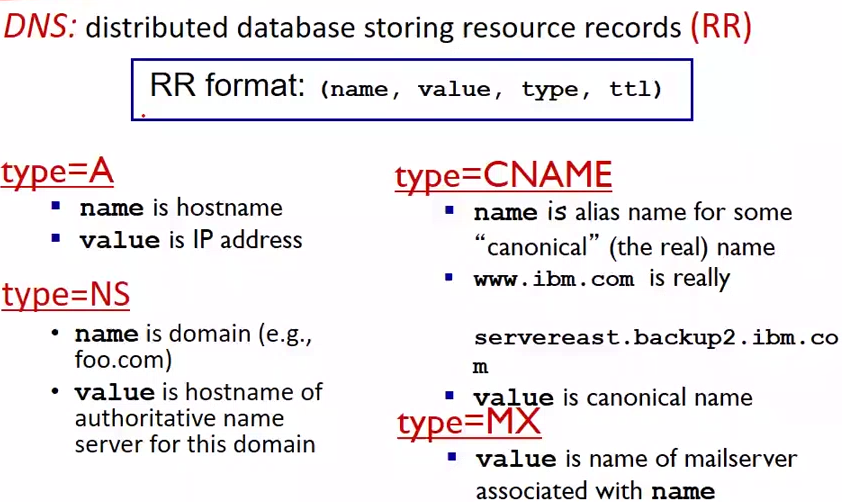 DNS: distributed database storing resource records (RR)
RR format: (name, value, type, ttl)
type=A
▪ name is hostname
▪ value is IP address
type=NS
• name is domain (e.g.,
foo.com)
• value is hostname of
authoritative name
server for this domain
type=CNAME
▪ name is alias name for some
“canonical” (the real) name
▪ www.ibm.com is really
servereast.backup2.ibm.co
m
▪ value is canonical name
type=MX
▪ value is name of mailserver
associated with name